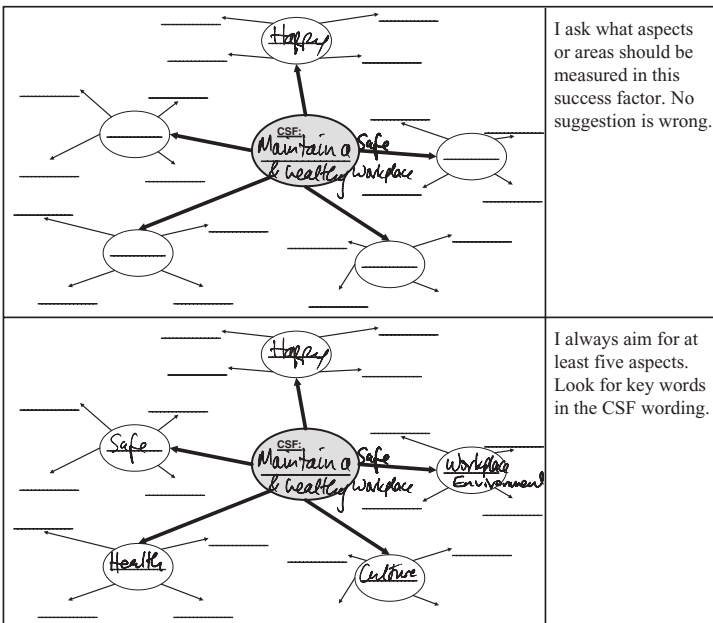 Happy
CSF:
Maintain a Safe
& healthy Workplace
I ask what aspects
or areas should be
measured in this
success factor. No
suggestion is wrong.
Happy
Safe
CSF:
Maintain a Safe
& healthy Workplace
Workplace
Environment
Health
Culture
I always aim for at
least five aspects.
Look for key words
in the CSF wording.